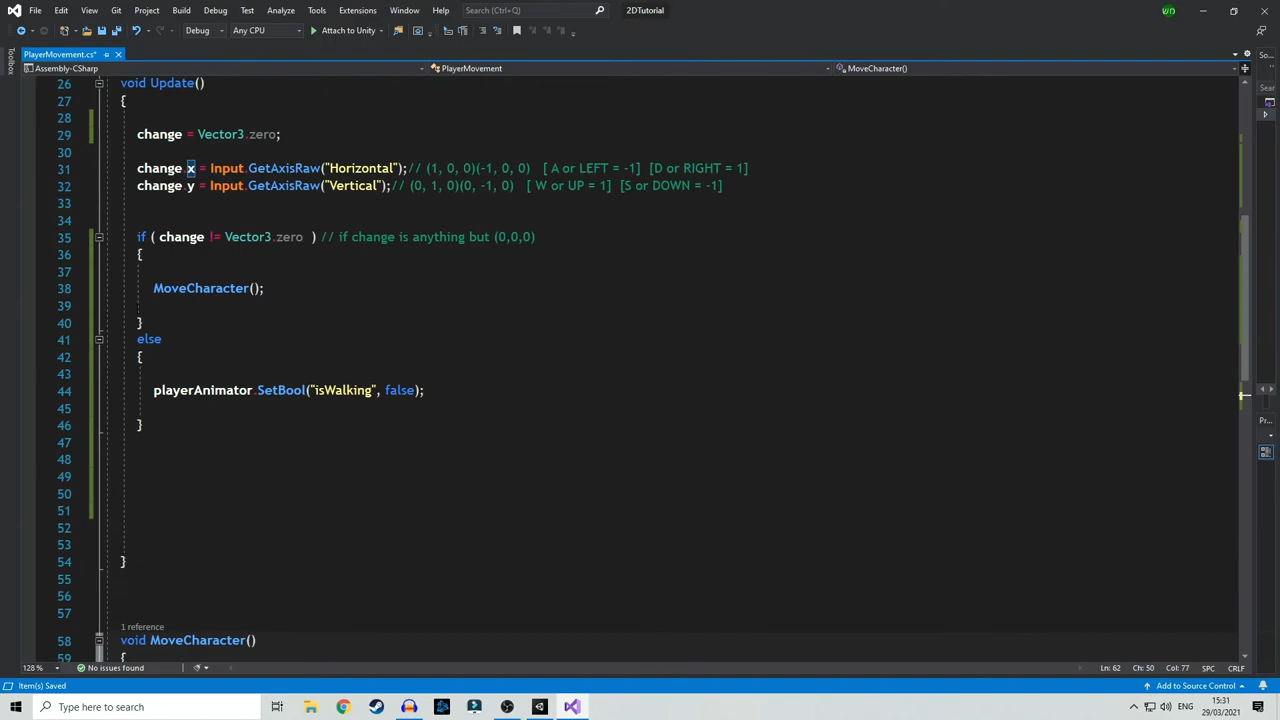 File Edit View Git Project Build Debug Test Analyze Tools Extensions Window Help Search (Ctrl+Q) 2DTutorial
Debug Any CPU Attach to Unity
PlayerMovement.cs*
Assembly-CSharp PlayerMovement MoveCharacter()
Toolbox
So...
Sear
Pr...
26 void Update()
27 {
28
29 change = Vector3.zero;
30
31 change.x = Input.GetAxisRaw("Horizontal");// (1, 0, 0)(-1, 0, 0) [ A or LEFT = -1] [D or RIGHT = 1]
32 change.y = Input.GetAxisRaw("Vertical");// (0, 1, 0)(0, -1, 0) [ W or UP = 1] [S or DOWN = -1]
33
34
35 if ( change != Vector3.zero ) // if change is anything but (0,0,0)
36 {
37
38 MoveCharacter();
39
40 }
41 else
42 {
43
44 playerAnimator.SetBool("isWalking", false);
45
46 }
47
48
49
50
51
52
53
54 }
55
56
57
1 reference
58 void MoveCharacter()
59 {
128 % No issues found Ln: 62 Ch: 50 Col: 77 SPC CRLF
Item(s) Saved Add to Source Control
Type here to search ENG 15:31
29/03/2021